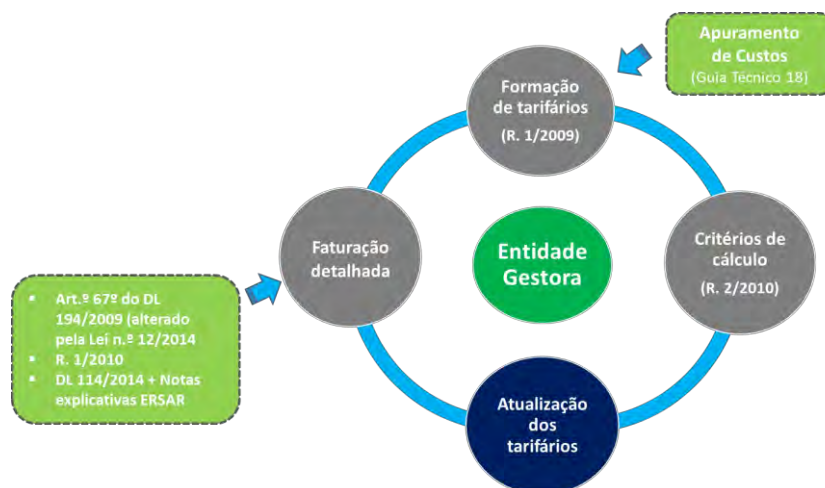 Apuramento
de Custos
(Guia Técnico 18)
Formação
de tarifários
(R. 1/2009)
Faturação
detalhada
Entidade
Gestora
Critérios de
cálculo
(R. 2/2010)
▪ Art.º 67º do DL
194/2009 (alterado
pela Lei n.º 12/2014
▪ R. 1/2010
▪ DL 114/2014 + Notas
explicativas ERSAR
Atualização
dos
tarifários